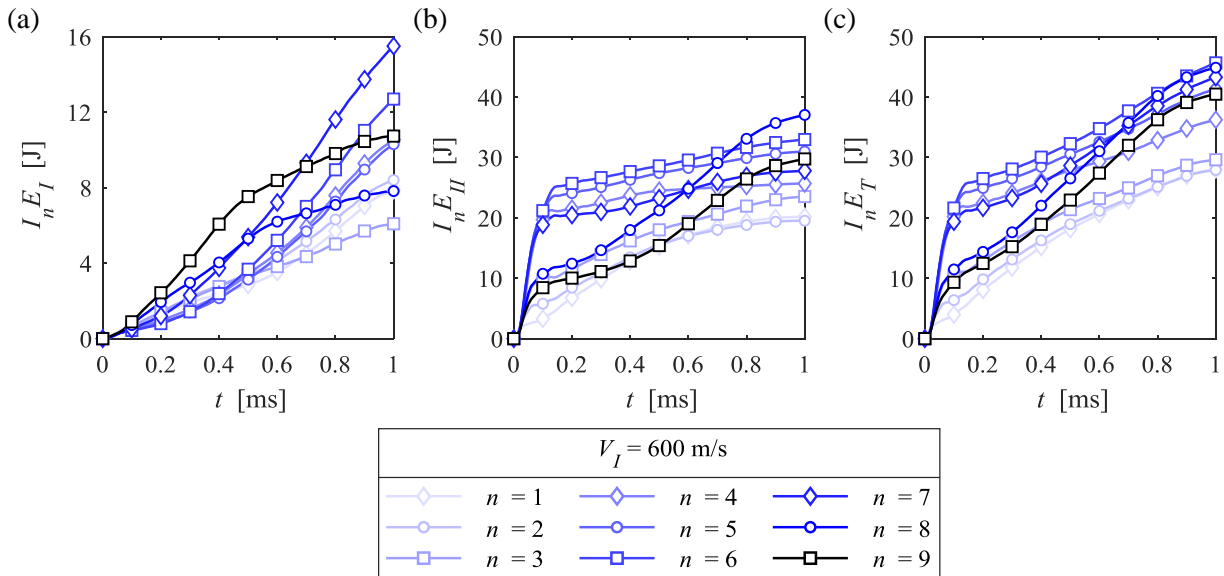 (a)
16
12
8
4
0
I_nE_I [J]
0
0.2
0.4
0.6
0.8
1
t [ms]
(b)
50
40
30
20
10
0
I_nE_II [J]
0
0.2
0.4
0.6
0.8
1
t [ms]
(c)
50
40
30
20
10
0
I_nE_T [J]
0
0.2
0.4
0.6
0.8
1
t [ms]
V_I = 600 m/s
n = 1
n = 4
n = 7
n = 2
n = 5
n = 8
n = 3
n = 6
n = 9